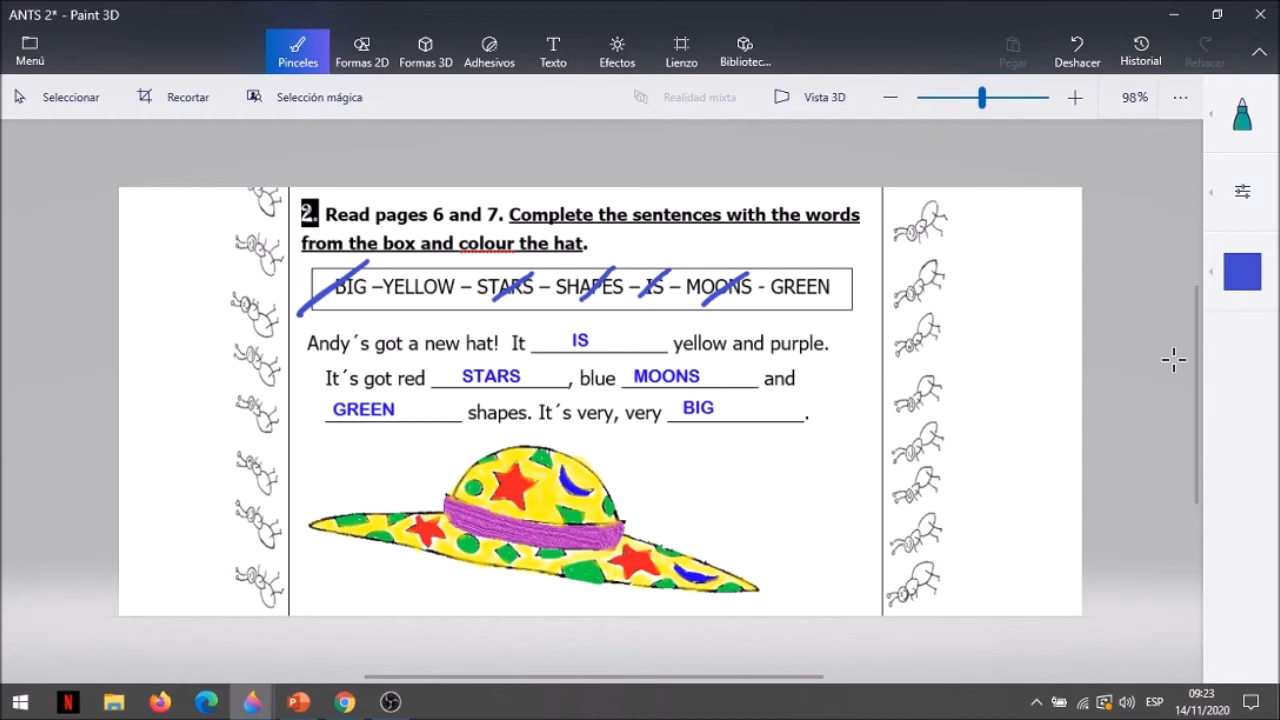 ANTS 2* - Paint 3D
Menú
Pinceles
Formas 2D
Formas 3D
Adhesivos
Texto
Efectos
Lienzo
Bibliotec...
Pegar
Deshacer
Historial
Rehacer
Seleccionar
Recortar
Selección mágica
Realidad mixta
Vista 3D
98%
2. Read pages 6 and 7. Complete the sentences with the words
from the box and colour the hat.
BIG –YELLOW – STARS – SHAPES – IS – MOONS - GREEN
Andy´s got a new hat! It IS yellow and purple.
It´s got red STARS, blue MOONS and
GREEN shapes. It´s very, very BIG.
ESP
09:23
14/11/2020